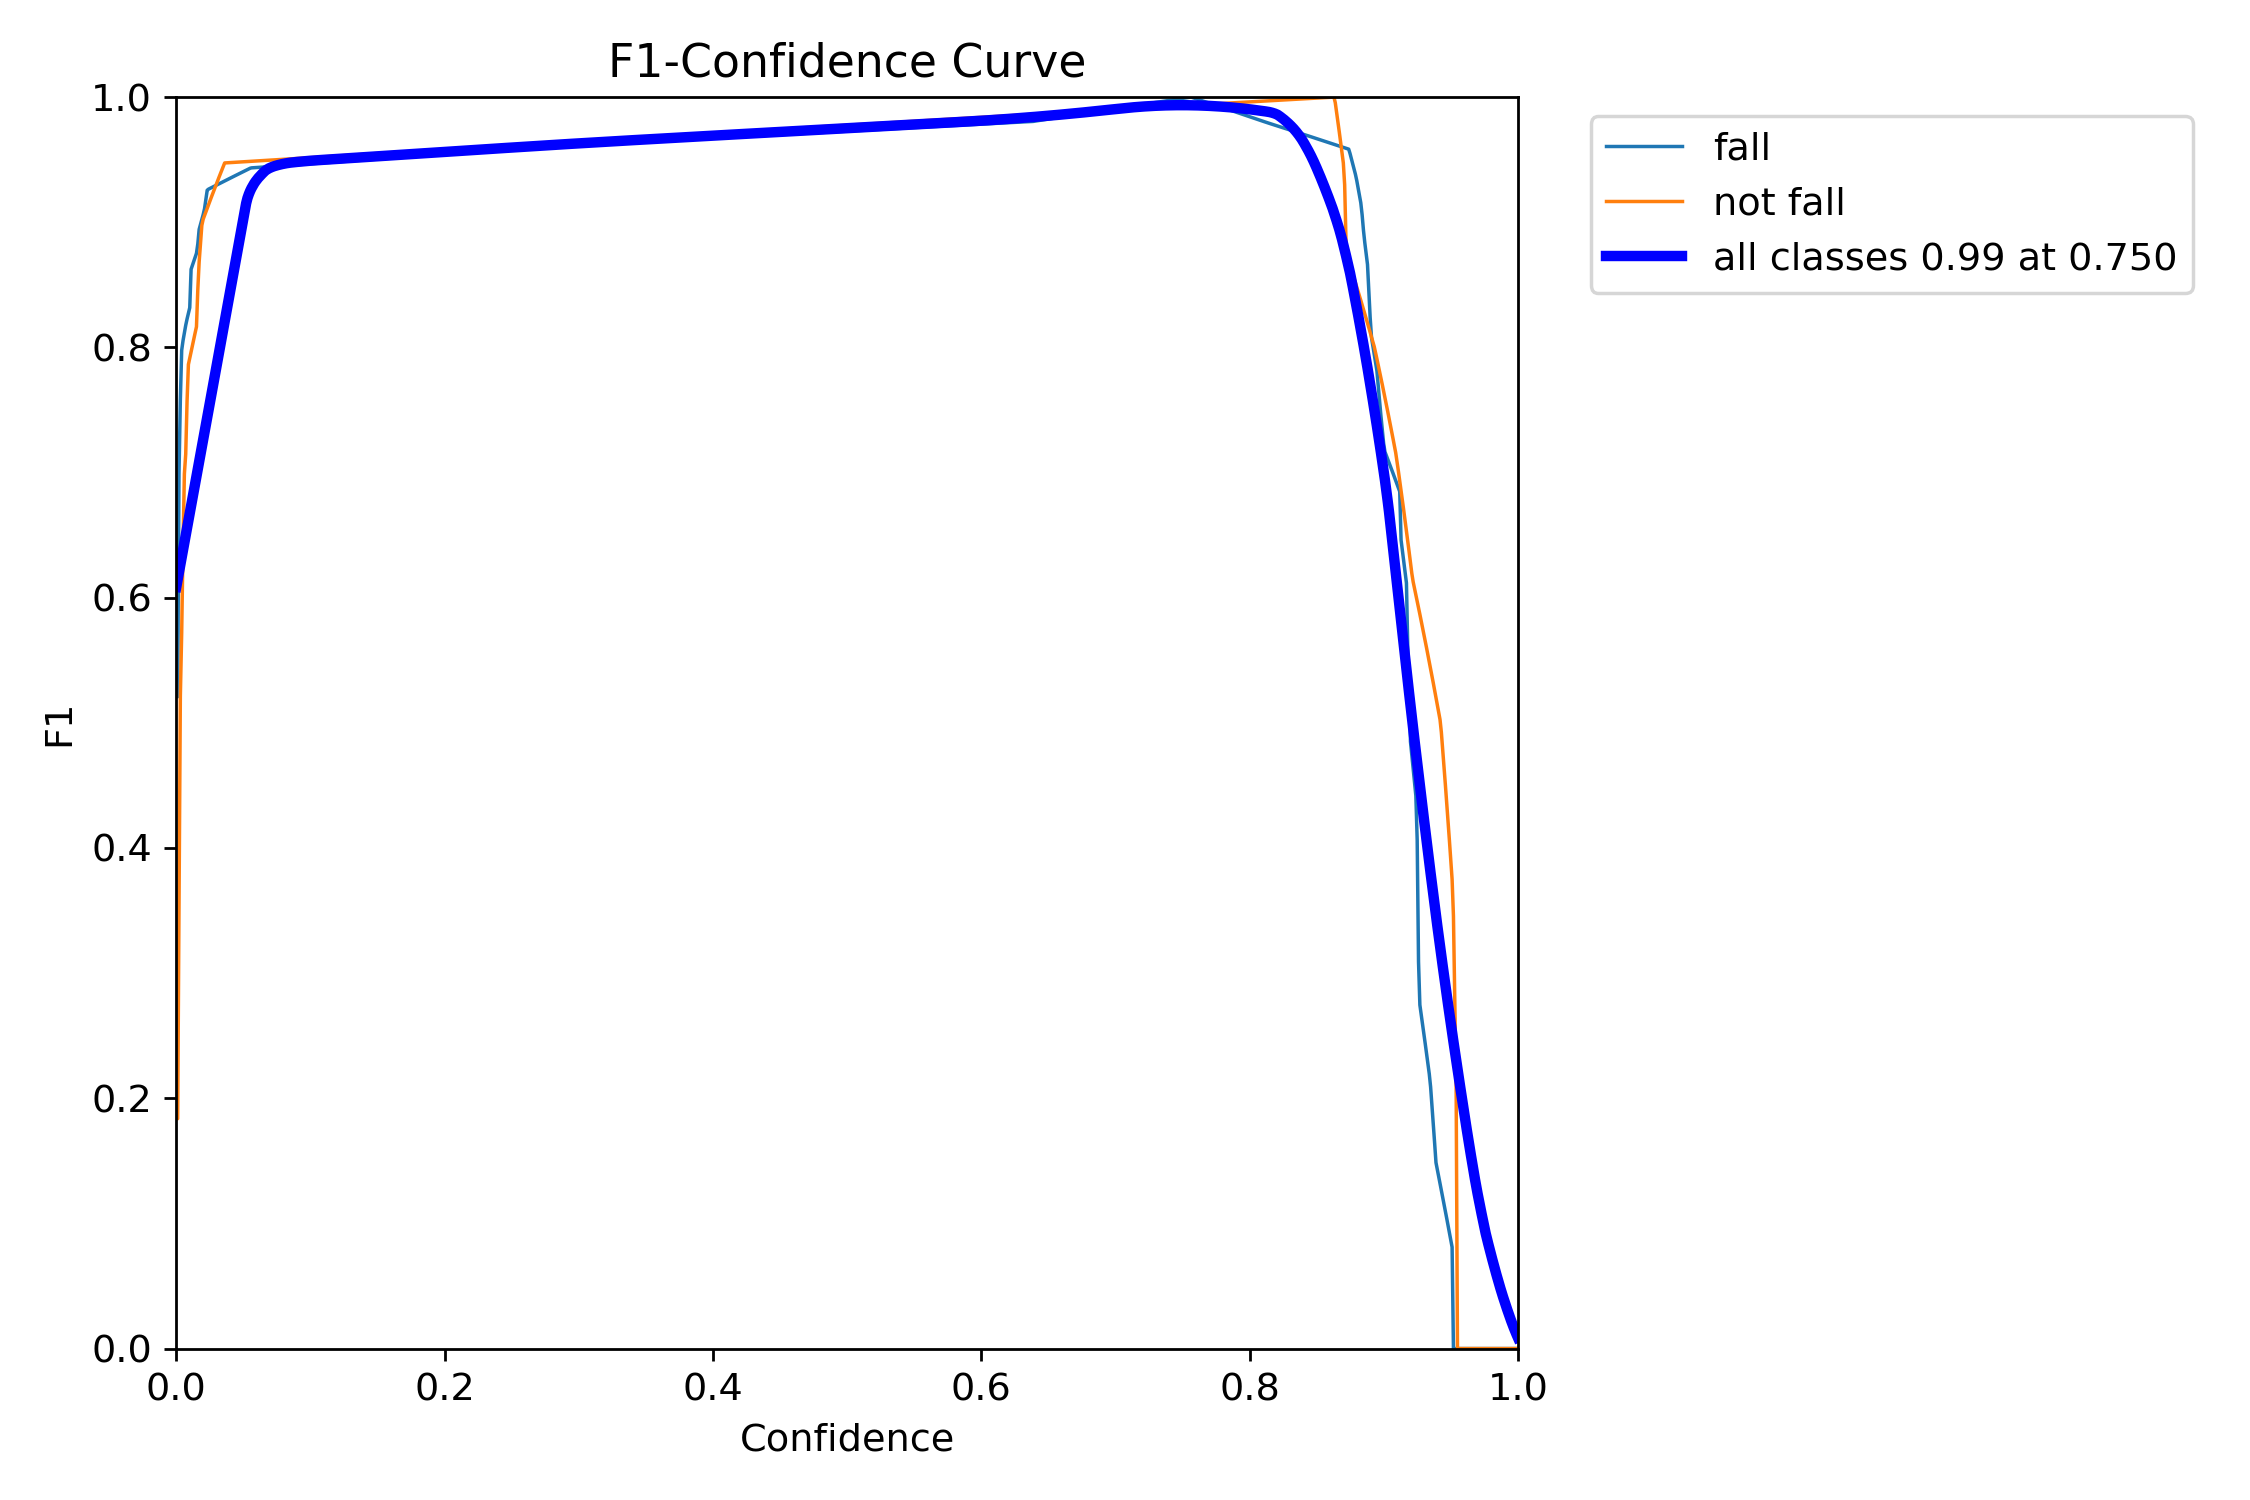 F1-Confidence Curve
1.0
0.8
0.6
0.4
0.2
0.0
F1
0.0 0.2 0.4 0.6 0.8 1.0
Confidence
fall
not fall
all classes 0.99 at 0.750